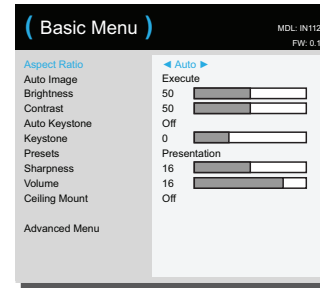 ( Basic Menu )
MDL: IN112
FW: 0.1
Aspect Ratio ◄ Auto ►
Auto Image Execute
Brightness 50
Contrast 50
Auto Keystone Off
Keystone 0
Presets Presentation
Sharpness 16
Volume 16
Ceiling Mount Off
Advanced Menu